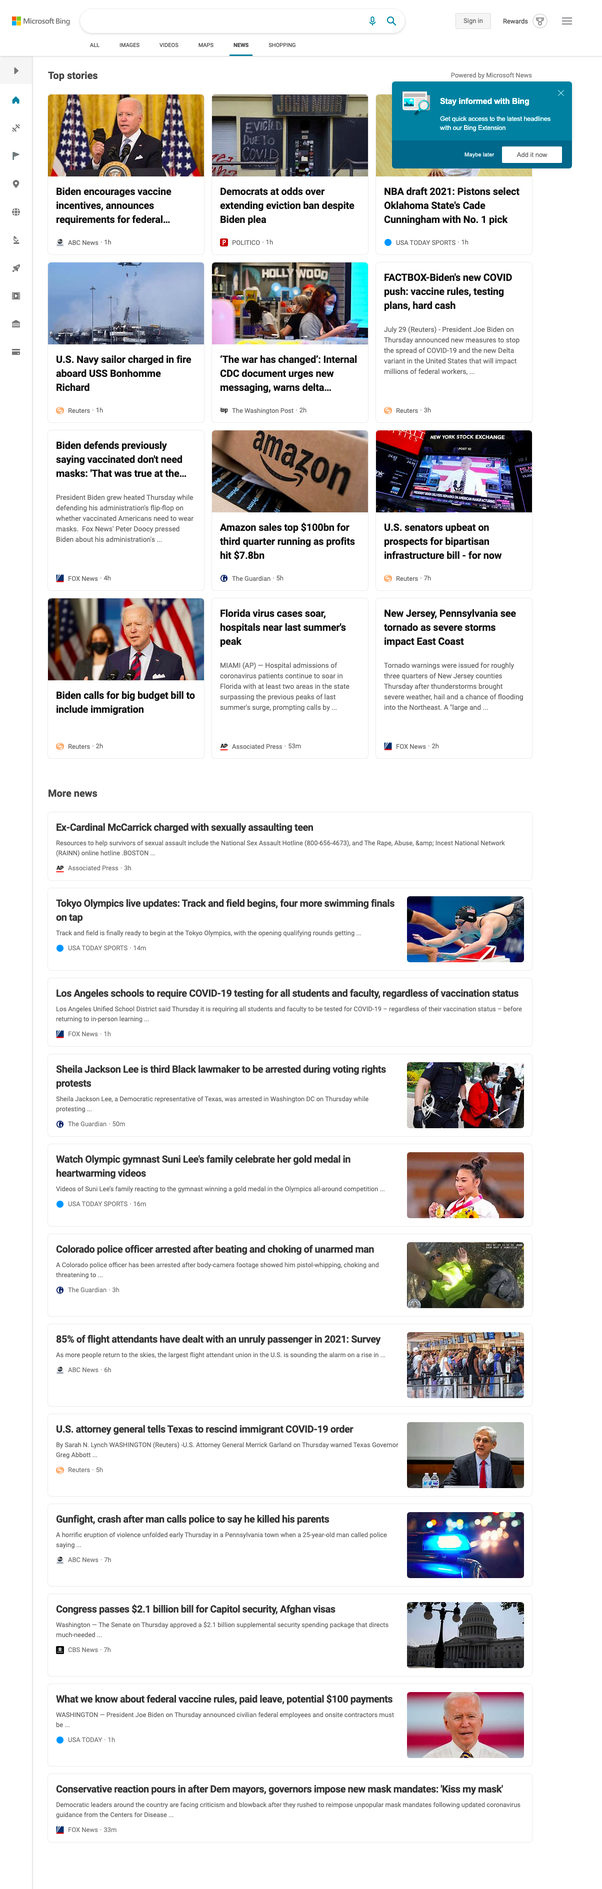 Microsoft Bing
Sign in
Rewards
ALL
IMAGES
VIDEOS
MAPS
NEWS
SHOPPING
Top stories
Powered by Microsoft News
Stay informed with Bing
Get quick access to the latest headlines
with our Bing Extension
Maybe later
Add it now
JOHN MUIR
EVICTED
DUE TO
COVID
Biden encourages vaccine
incentives, announces
requirements for federal...
ABC News · 1h
Democrats at odds over
extending eviction ban despite
Biden plea
POLITICO · 1h
NBA draft 2021: Pistons select
Oklahoma State's Cade
Cunningham with No. 1 pick
USA TODAY SPORTS · 1h
HOLLYWOOD
U.S. Navy sailor charged in fire
aboard USS Bonhomme
Richard
Reuters · 1h
'The war has changed': Internal
CDC document urges new
messaging, warns delta...
wp The Washington Post · 2h
FACTBOX-Biden's new COVID
push: vaccine rules, testing
plans, hard cash
July 29 (Reuters) - President Joe Biden on
Thursday announced new measures to stop
the spread of COVID-19 and the new Delta
variant in the United States that will impact
millions of federal workers, ...
Reuters · 3h
Biden defends previously
saying vaccinated don't need
masks: 'That was true at the...
President Biden grew heated Thursday while
defending his administration's flip-flop on
whether vaccinated Americans need to wear
masks. Fox News' Peter Doocy pressed
Biden about his administration's ...
FOX News · 4h
amazon
Amazon sales top $100bn for
third quarter running as profits
hit $7.8bn
The Guardian · 5h
NEW YORK STOCK EXCHANGE
U.S. senators upbeat on
prospects for bipartisan
infrastructure bill - for now
Reuters · 7h
Biden calls for big budget bill to
include immigration
Reuters · 2h
Florida virus cases soar,
hospitals near last summer's
peak
MIAMI (AP) — Hospital admissions of
coronavirus patients continue to soar in
Florida with at least two areas in the state
surpassing the previous peaks of last
summer's surge, prompting calls by ...
AP Associated Press · 53m
New Jersey, Pennsylvania see
tornado as severe storms
impact East Coast
Tornado warnings were issued for roughly
three quarters of New Jersey counties
Thursday after thunderstorms brought
severe weather, hail and a chance of flooding
into the Northeast. A "large and ...
FOX News · 2h
More news
Ex-Cardinal McCarrick charged with sexually assaulting teen
Resources to help survivors of sexual assault include the National Sex Assault Hotline (800-656-4673), and The Rape, Abuse, &amp; Incest National Network
(RAINN) online hotline .BOSTON ...
AP Associated Press · 3h
Tokyo Olympics live updates: Track and field begins, four more swimming finals
on tap
Track and field is finally ready to begin at the Tokyo Olympics, with the opening qualifying rounds getting ...
USA TODAY SPORTS · 14m
Los Angeles schools to require COVID-19 testing for all students and faculty, regardless of vaccination status
Los Angeles Unified School District said Thursday it is requiring all students and faculty to be tested for COVID-19 – regardless of their vaccination status – before
returning to in-person learning ...
FOX News · 1h
Sheila Jackson Lee is third Black lawmaker to be arrested during voting rights
protests
Sheila Jackson Lee, a Democratic representative of Texas, was arrested in Washington DC on Thursday while
protesting ...
The Guardian · 50m
Watch Olympic gymnast Suni Lee's family celebrate her gold medal in
heartwarming videos
Videos of Suni Lee's family reacting to the gymnast winning a gold medal in the Olympics all-around competition ...
USA TODAY SPORTS · 16m
Colorado police officer arrested after beating and choking of unarmed man
A Colorado police officer has been arrested after body-camera footage showed him pistol-whipping, choking and
threatening to ...
The Guardian · 3h
85% of flight attendants have dealt with an unruly passenger in 2021: Survey
As more people return to the skies, the largest flight attendant union in the U.S. is sounding the alarm on a rise in ...
ABC News · 6h
U.S. attorney general tells Texas to rescind immigrant COVID-19 order
By Sarah N. Lynch WASHINGTON (Reuters) -U.S. Attorney General Merrick Garland on Thursday warned Texas Governor
Greg Abbott ...
Reuters · 5h
Gunfight, crash after man calls police to say he killed his parents
A horrific eruption of violence unfolded early Thursday in a Pennsylvania town when a 25-year-old man called police
saying ...
ABC News · 7h
Congress passes $2.1 billion bill for Capitol security, Afghan visas
Washington — The Senate on Thursday approved a $2.1 billion supplemental security spending package that directs
much-needed ...
CBS News · 7h
What we know about federal vaccine rules, paid leave, potential $100 payments
WASHINGTON — President Joe Biden on Thursday announced civilian federal employees and onsite contractors must
be ...
USA TODAY · 1h
Conservative reaction pours in after Dem mayors, governors impose new mask mandates: 'Kiss my mask'
Democratic leaders around the country are facing criticism and blowback after they rushed to reimpose unpopular mask mandates following updated coronavirus
guidance from the Centers for Disease ...
FOX News · 33m